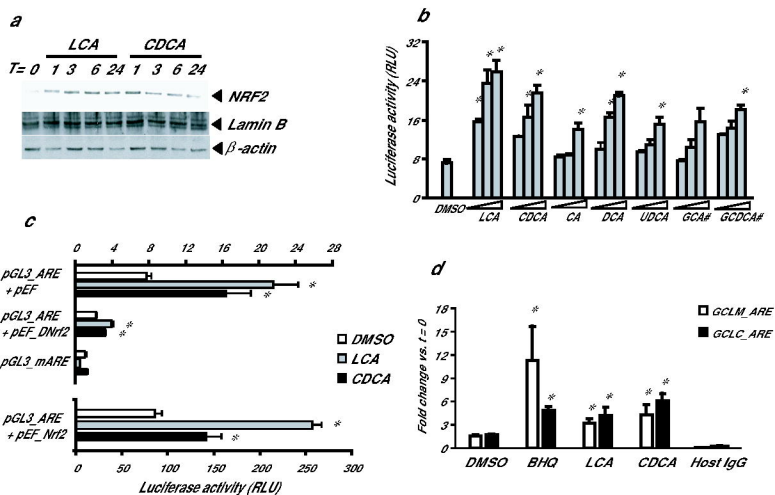 a
LCA CDCA
T= 0 1 3 6 24 1 3 6 24
NRF2
Lamin B
β-actin
b
Luciferase activity (RLU)
32
24
16
8
0
* * * * * * * * * *
DMSO LCA CDCA CA DCA UDCA GCA# GCDCA#
c
0 4 8 12 16 20 24 28
pGL3_ARE
+ pEF
*
*
pGL3_ARE
+ pEF_DNrf2
*
*
pGL3_mARE
DMSO
LCA
CDCA
pGL3_ARE
+ pEF_Nrf2
*
*
0 50 100 150 200 250 300
Luciferase activity (RLU)
d
Fold change vs. t = 0
18
15
12
9
6
3
0
GCLM_ARE
GCLC_ARE
* * * * * *
DMSO BHQ LCA CDCA Host IgG